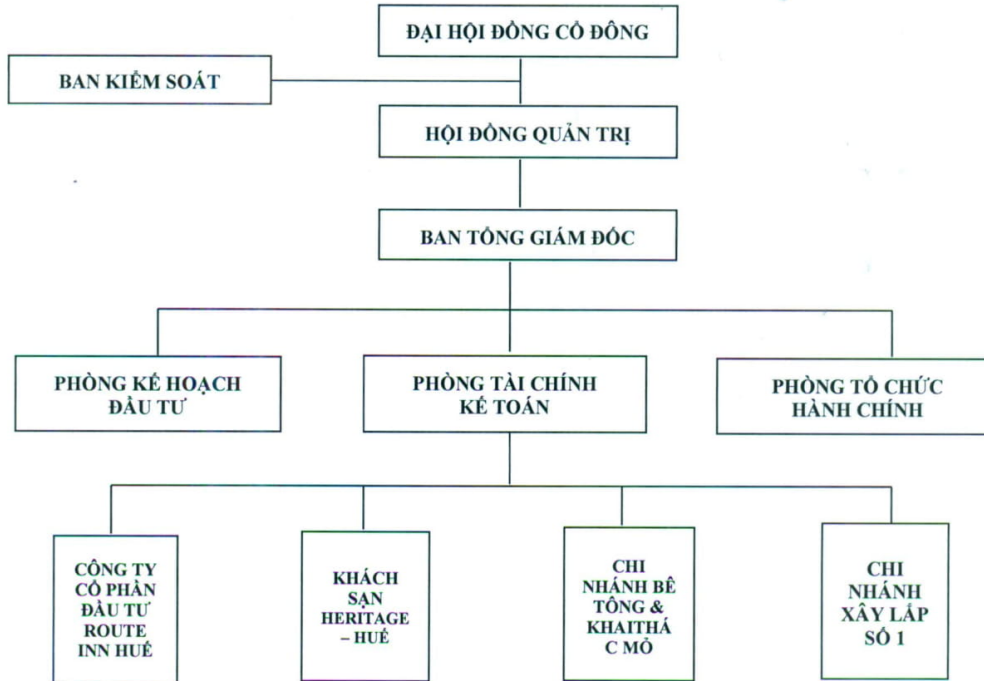 ĐẠI HỘI ĐỒNG CỔ ĐÔNG
BAN KIỂM SOÁT
HỘI ĐỒNG QUẢN TRỊ
BAN TỔNG GIÁM ĐỐC
PHÒNG KẾ HOẠCH
ĐẦU TƯ
PHÒNG TÀI CHÍNH
KẾ TOÁN
PHÒNG TỔ CHỨC
HÀNH CHÍNH
CÔNG TY
CỔ PHẦN
ĐẦU TƯ
ROUTE
INN HUẾ
KHÁCH
SẠN
HERITAGE
– HUẾ
CHI
NHÁNH BÊ
TÔNG &
KHAITHÁ
C MỎ
CHI
NHÁNH
XÂY LẮP
SỐ 1